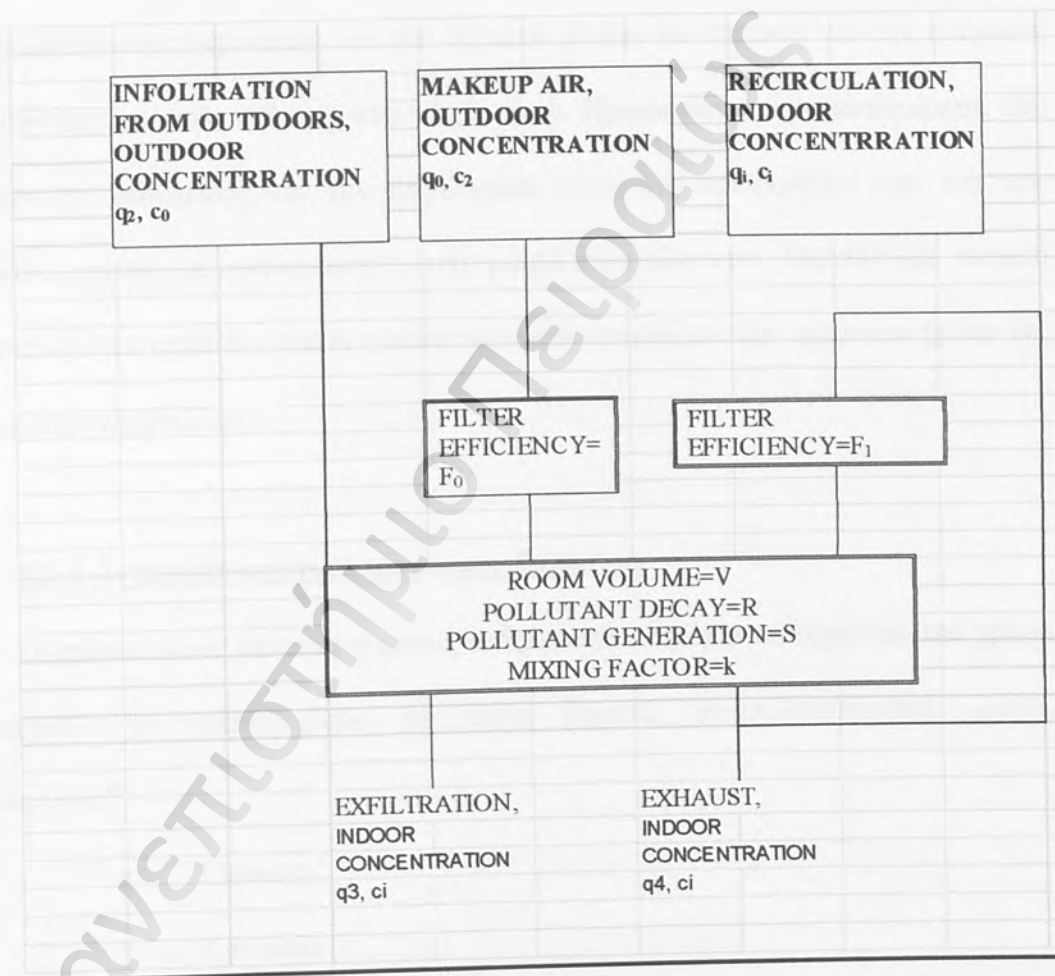 INFOLTRATION
FROM OUTDOORS,
OUTDOOR
CONCENTRRATION
q₂, c₀
MAKEUP AIR,
OUTDOOR
CONCENTRATION
q₀, c₂
RECIRCULATION,
INDOOR
CONCENTRRATION
qᵢ, cᵢ
FILTER
EFFICIENCY=
F₀
FILTER
EFFICIENCY=F₁
ROOM VOLUME=V
POLLUTANT DECAY=R
POLLUTANT GENERATION=S
MIXING FACTOR=k
EXFILTRATION,
INDOOR
CONCENTRATION
q3, ci
EXHAUST,
INDOOR
CONCENTRATION
q4, ci
ανεπιστήμιο Πειραιώς